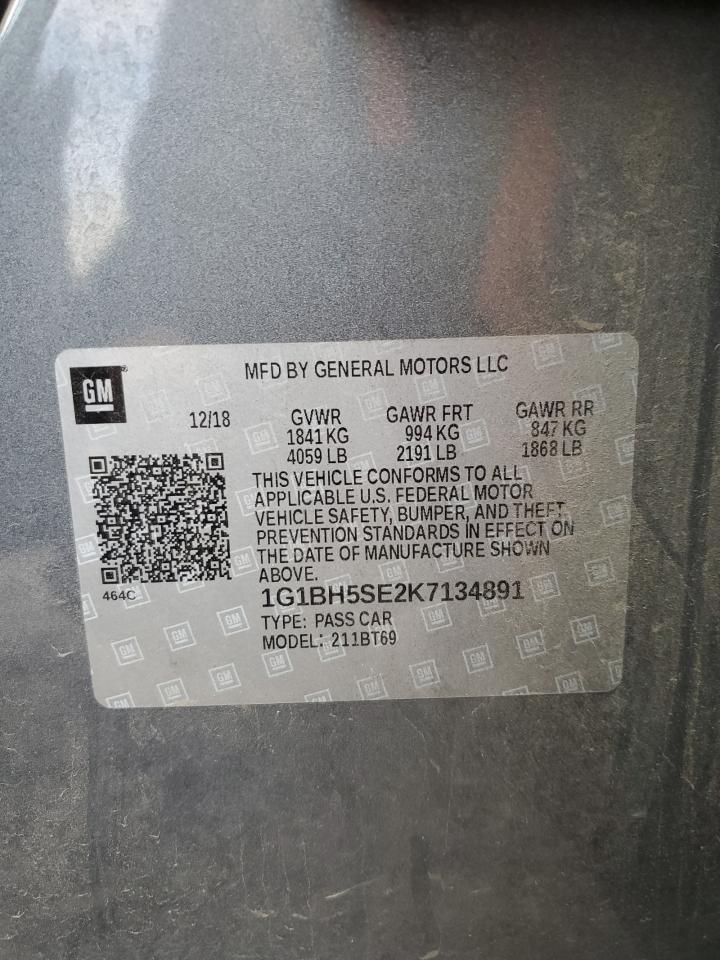 MFD BY GENERAL MOTORS LLC
GM
12/18 GVWR GAWR FRT GAWR RR
1841 KG 994 KG 847 KG
4059 LB 2191 LB 1868 LB
THIS VEHICLE CONFORMS TO ALL
APPLICABLE U.S. FEDERAL MOTOR
VEHICLE SAFETY, BUMPER, AND THEFT
PREVENTION STANDARDS IN EFFECT ON
THE DATE OF MANUFACTURE SHOWN
ABOVE.
464C
1G1BH5SE2K7134891
TYPE: PASS CAR
MODEL: 211BT69